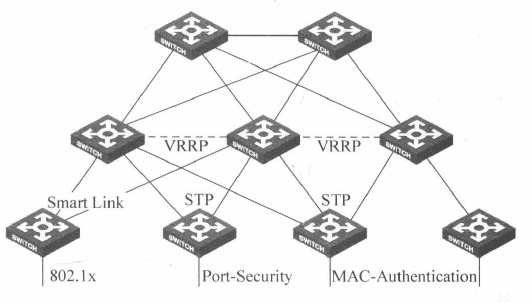 SWITCH
SWITCH
SWITCH
SWITCH
SWITCH
VRRP
VRRP
Smart Link
STP
STP
SWITCH
SWITCH
SWITCH
SWITCH
802.1x
Port-Security
MAC-Authentication